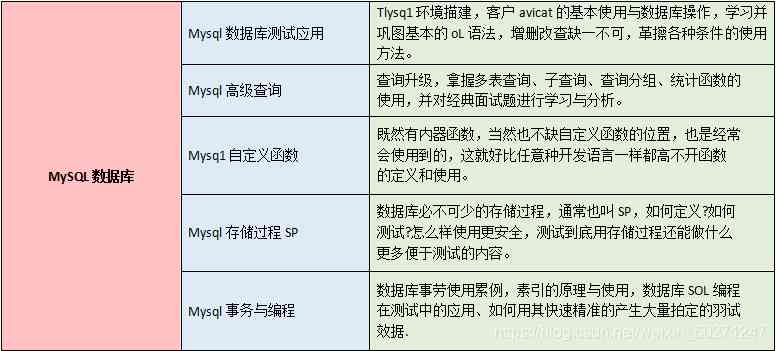 MySQL 数据库
Mysql 数据库测试应用
Tlysq1 环境描建，客户 avicat 的基本使用与数据库操作，学习并
巩图基本的 oL 语法，增删改查缺一不可，革擝各种条件的使用
方法。
Mysql 高级查询
查询升级，拿握多表查询、子查询、查询分组、统计函数的
使用，并对经典面试题进行学习与分析。
Mysq1 自定义函数
既然有内器函数，当然也不缺自定义函数的位置，也是经常
会使用到的，这就好比任意种开发语言一样都高不开函数
的定义和使用。
Mysql 存储过程 SP
数据库必不可少的存储过程，通常也叫 SP，如何定义?如何
测试?怎么样使用更安全，测试到底用存储过程还能做什么
更多便于测试的内容。
Mysql 事务与编程
数据库事劳使用累例，素引的原理与使用，数据库 SOL 编程
在测试中的应用、如何用其快速精准的产生大量拍定的羽试
效据.
https://blog.csdn.net/weixin_50271247